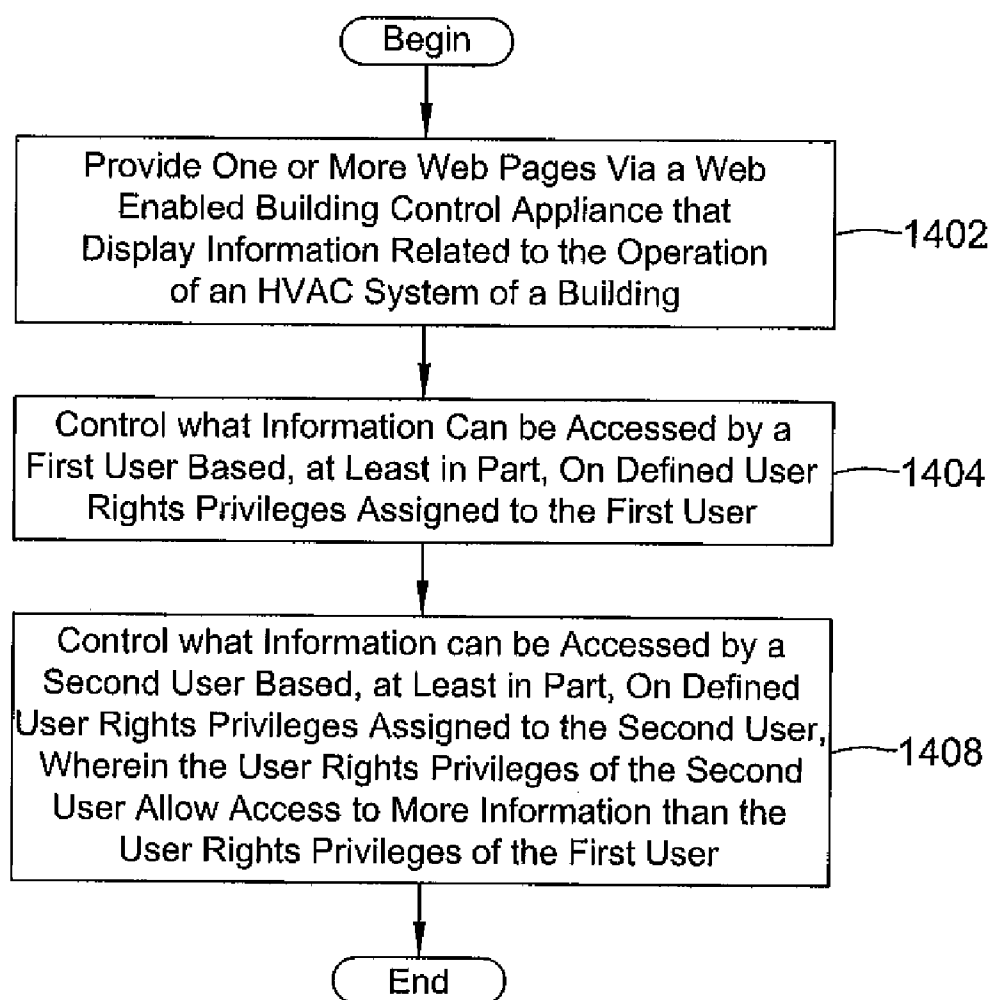 Begin
Provide One or More Web Pages Via a Web
Enabled Building Control Appliance that
Display Information Related to the Operation
of an HVAC System of a Building
1402
Control what Information Can be Accessed by a
First User Based, at Least in Part, On Defined User
Rights Privileges Assigned to the First User
1404
Control what Information can be Accessed by a
Second User Based, at Least in Part, On Defined
User Rights Privileges Assigned to the Second User,
Wherein the User Rights Privileges of the Second
User Allow Access to More Information than the
User Rights Privileges of the First User
1408
End